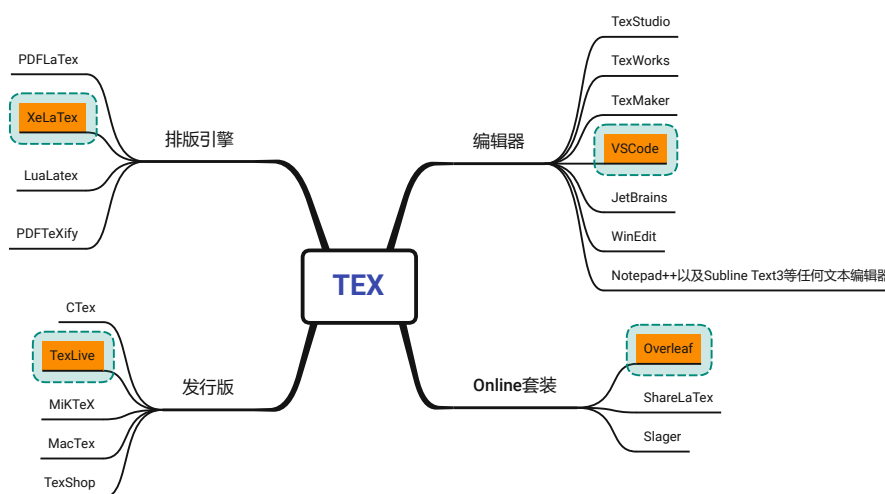 TEX
排版引擎
PDFLaTex
XeLaTex
LuaLatex
PDFTeXify
发行版
CTex
TexLive
MiKTeX
MacTex
TexShop
编辑器
TexStudio
TexWorks
TexMaker
VSCode
JetBrains
WinEdit
Notepad++以及Subline Text3等任何文本编辑器
Online套装
Overleaf
ShareLaTex
Slager